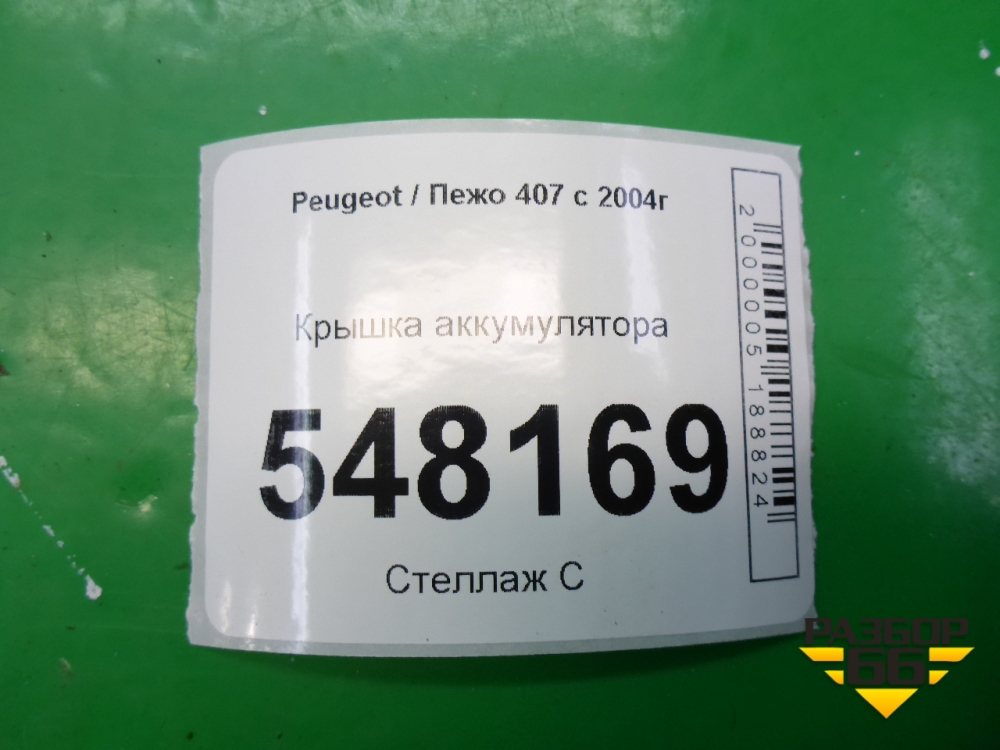 Peugeot / Пежо 407 с 2004г
Крышка аккумулятора
548169
Стеллаж С
2000005188824
РАЗБОР
66